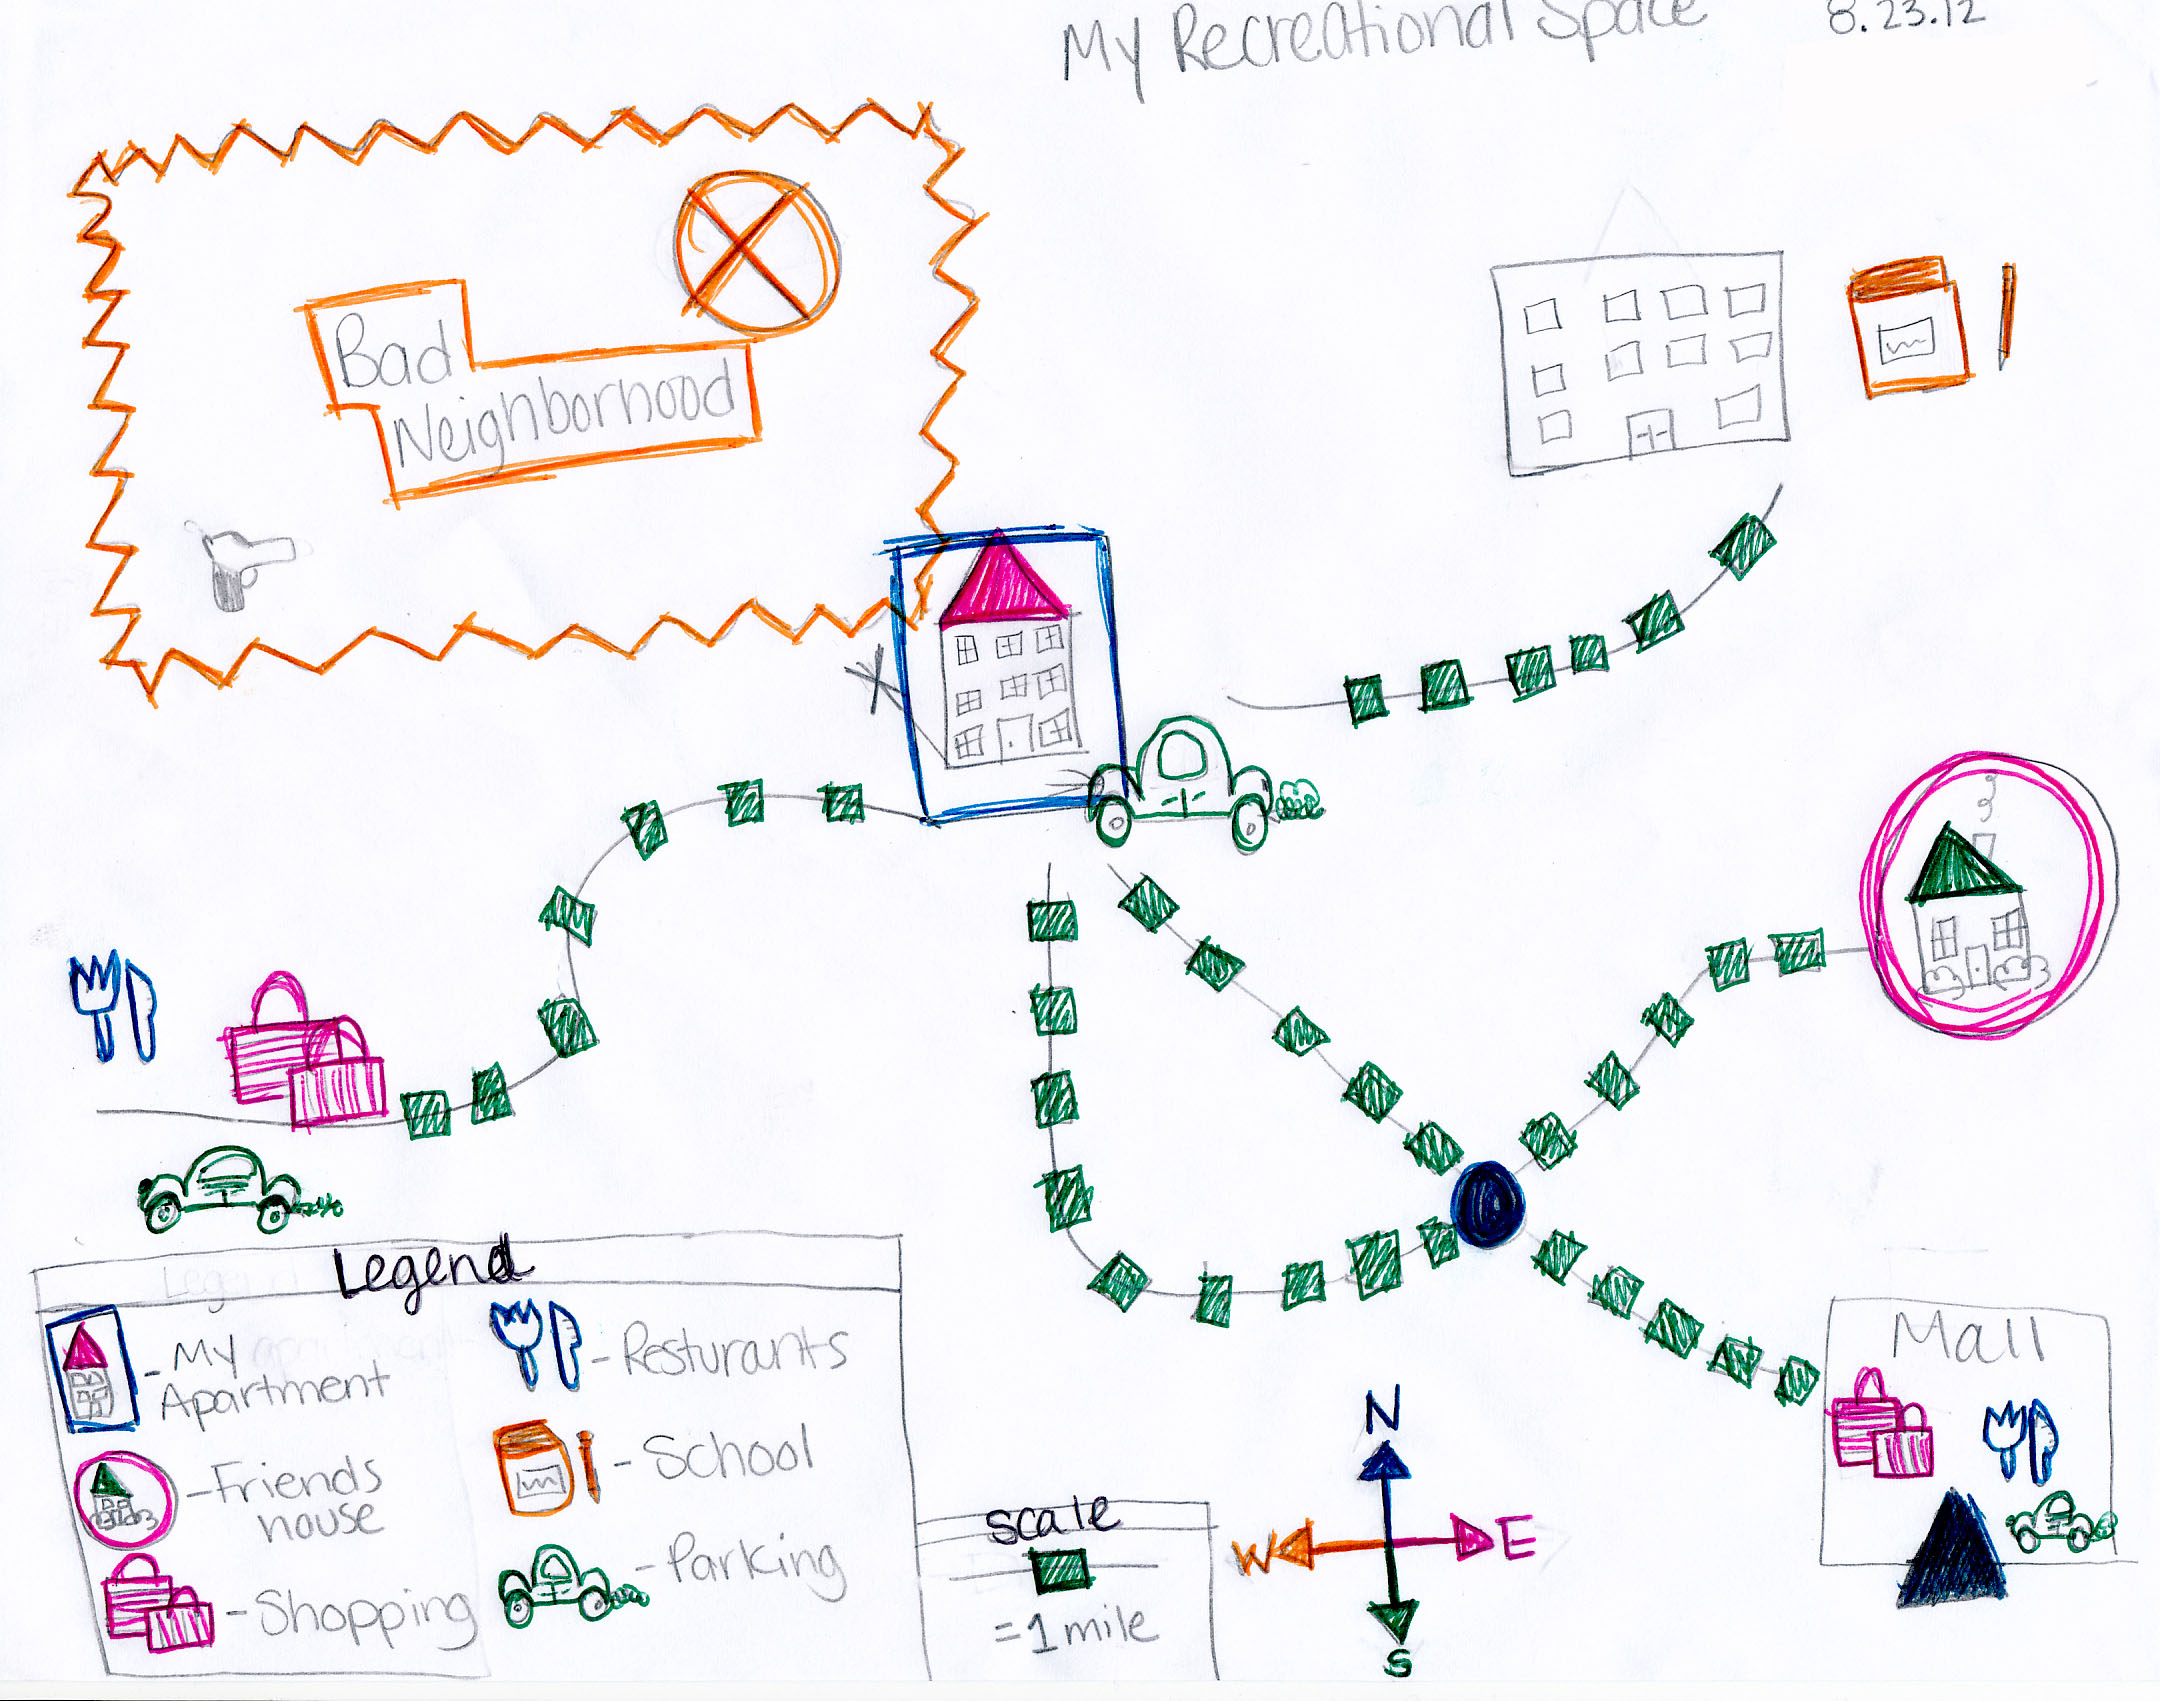 My Recreational Space 8.23.12
Bad
Neighborhood
Legend
My
Apartment
Friends
house
Shopping
Resturants
School
Parking
scale
=1 mile
N
W E
S
Mall